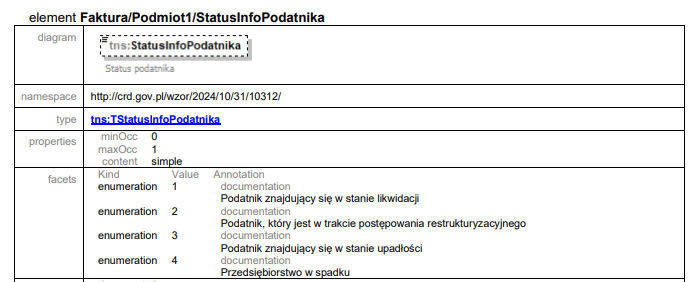 element Faktura/Podmiot1/StatusInfoPodatnika
diagram
tns:StatusInfoPodatnika
Status podatnika
namespace http://crd.gov.pl/wzor/2024/10/31/10312/
type tns:TStatusInfoPodatnika
properties minOcc 0
maxOcc 1
content simple
facets Kind Value Annotation
enumeration 1 documentation
Podatnik znajdujący się w stanie likwidacji
enumeration 2 documentation
Podatnik, który jest w trakcie postępowania restrukturyzacyjnego
enumeration 3 documentation
Podatnik znajdujący się w stanie upadłości
enumeration 4 documentation
Przedsiębiorstwo w spadku